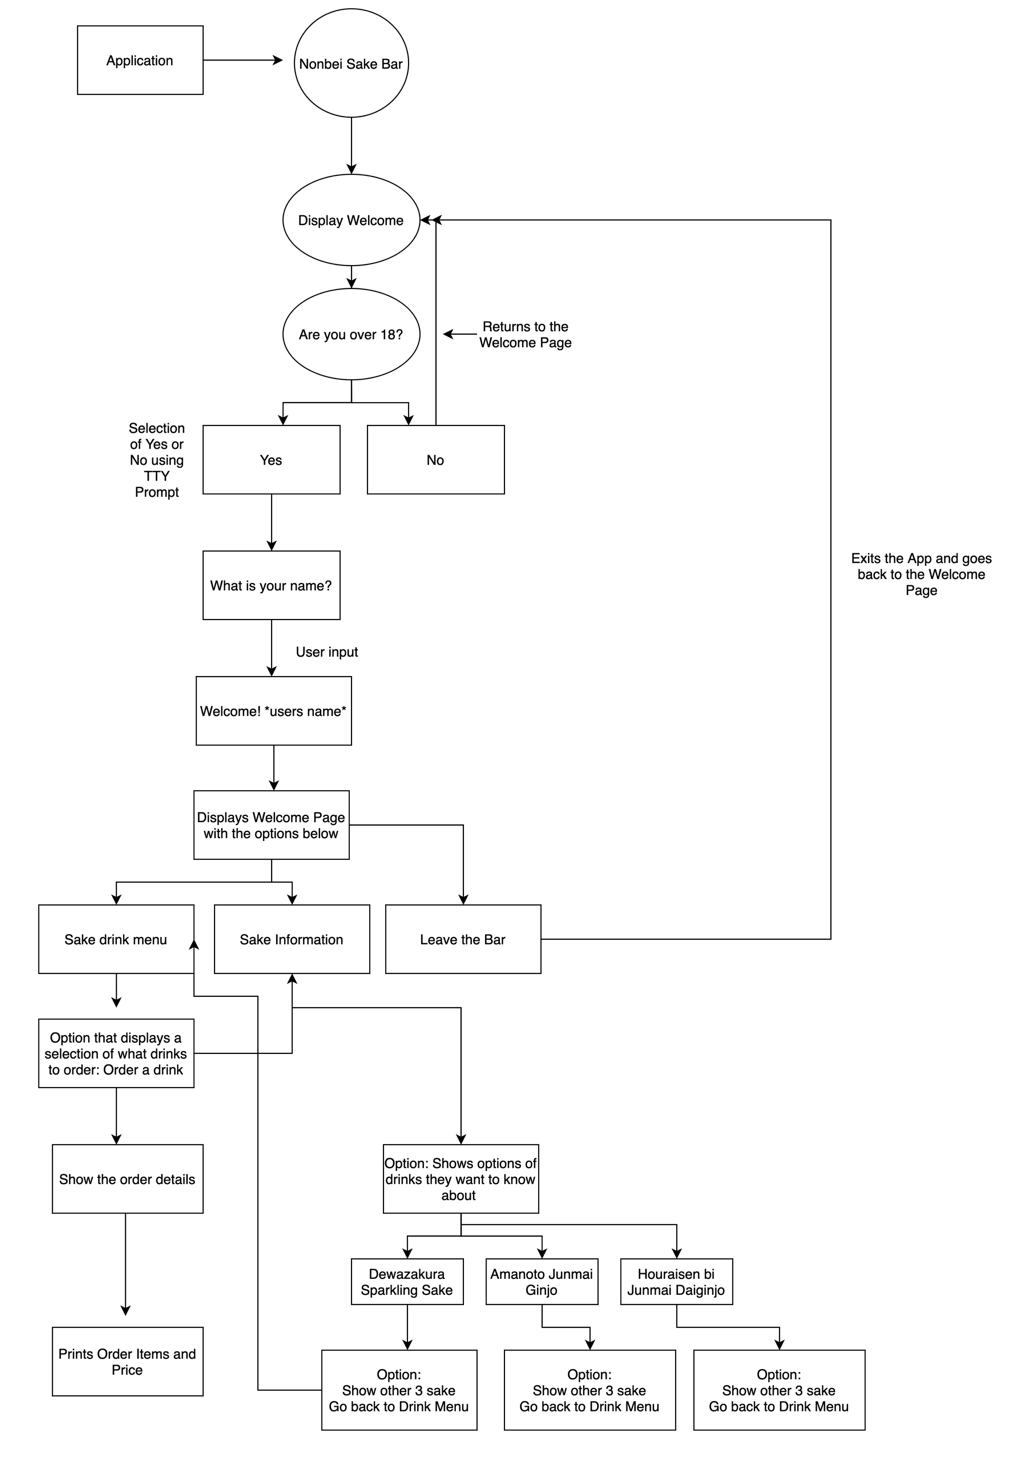 Application
Nonbei Sake Bar
Display Welcome
Are you over 18?
Returns to the
Welcome Page
Selection
of Yes or
No using
TTY
Prompt
Yes
No
What is your name?
Exits the App and goes
back to the Welcome
Page
User input
Welcome! *users name*
Displays Welcome Page
with the options below
Sake drink menu
Sake Information
Leave the Bar
Option that displays a
selection of what drinks
to order: Order a drink
Show the order details
Option: Shows options of
drinks they want to know
about
Dewazakura
Sparkling Sake
Amanoto Junmai
Ginjo
Houraisen bi
Junmai Daiginjo
Prints Order Items and
Price
Option:
Show other 3 sake
Go back to Drink Menu
Option:
Show other 3 sake
Go back to Drink Menu
Option:
Show other 3 sake
Go back to Drink Menu